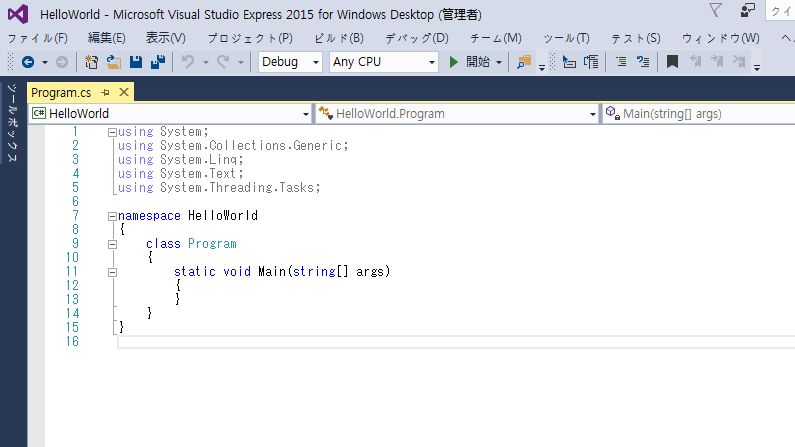 HelloWorld - Microsoft Visual Studio Express 2015 for Windows Desktop (管理者)
クイ
ファイル(F) 編集(E) 表示(V) プロジェクト(P) ビルド(B) デバッグ(D) チーム(M) ツール(T) テスト(S) ウィンドウ(W) ヘ
Debug Any CPU 開始
ツールボックス
Program.cs
C# HelloWorld HelloWorld.Program Main(string[] args)
1 using System;
2 using System.Collections.Generic;
3 using System.Linq;
4 using System.Text;
5 using System.Threading.Tasks;
6
7 namespace HelloWorld
8 {
9 class Program
10 {
11 static void Main(string[] args)
12 {
13 }
14 }
15 }
16